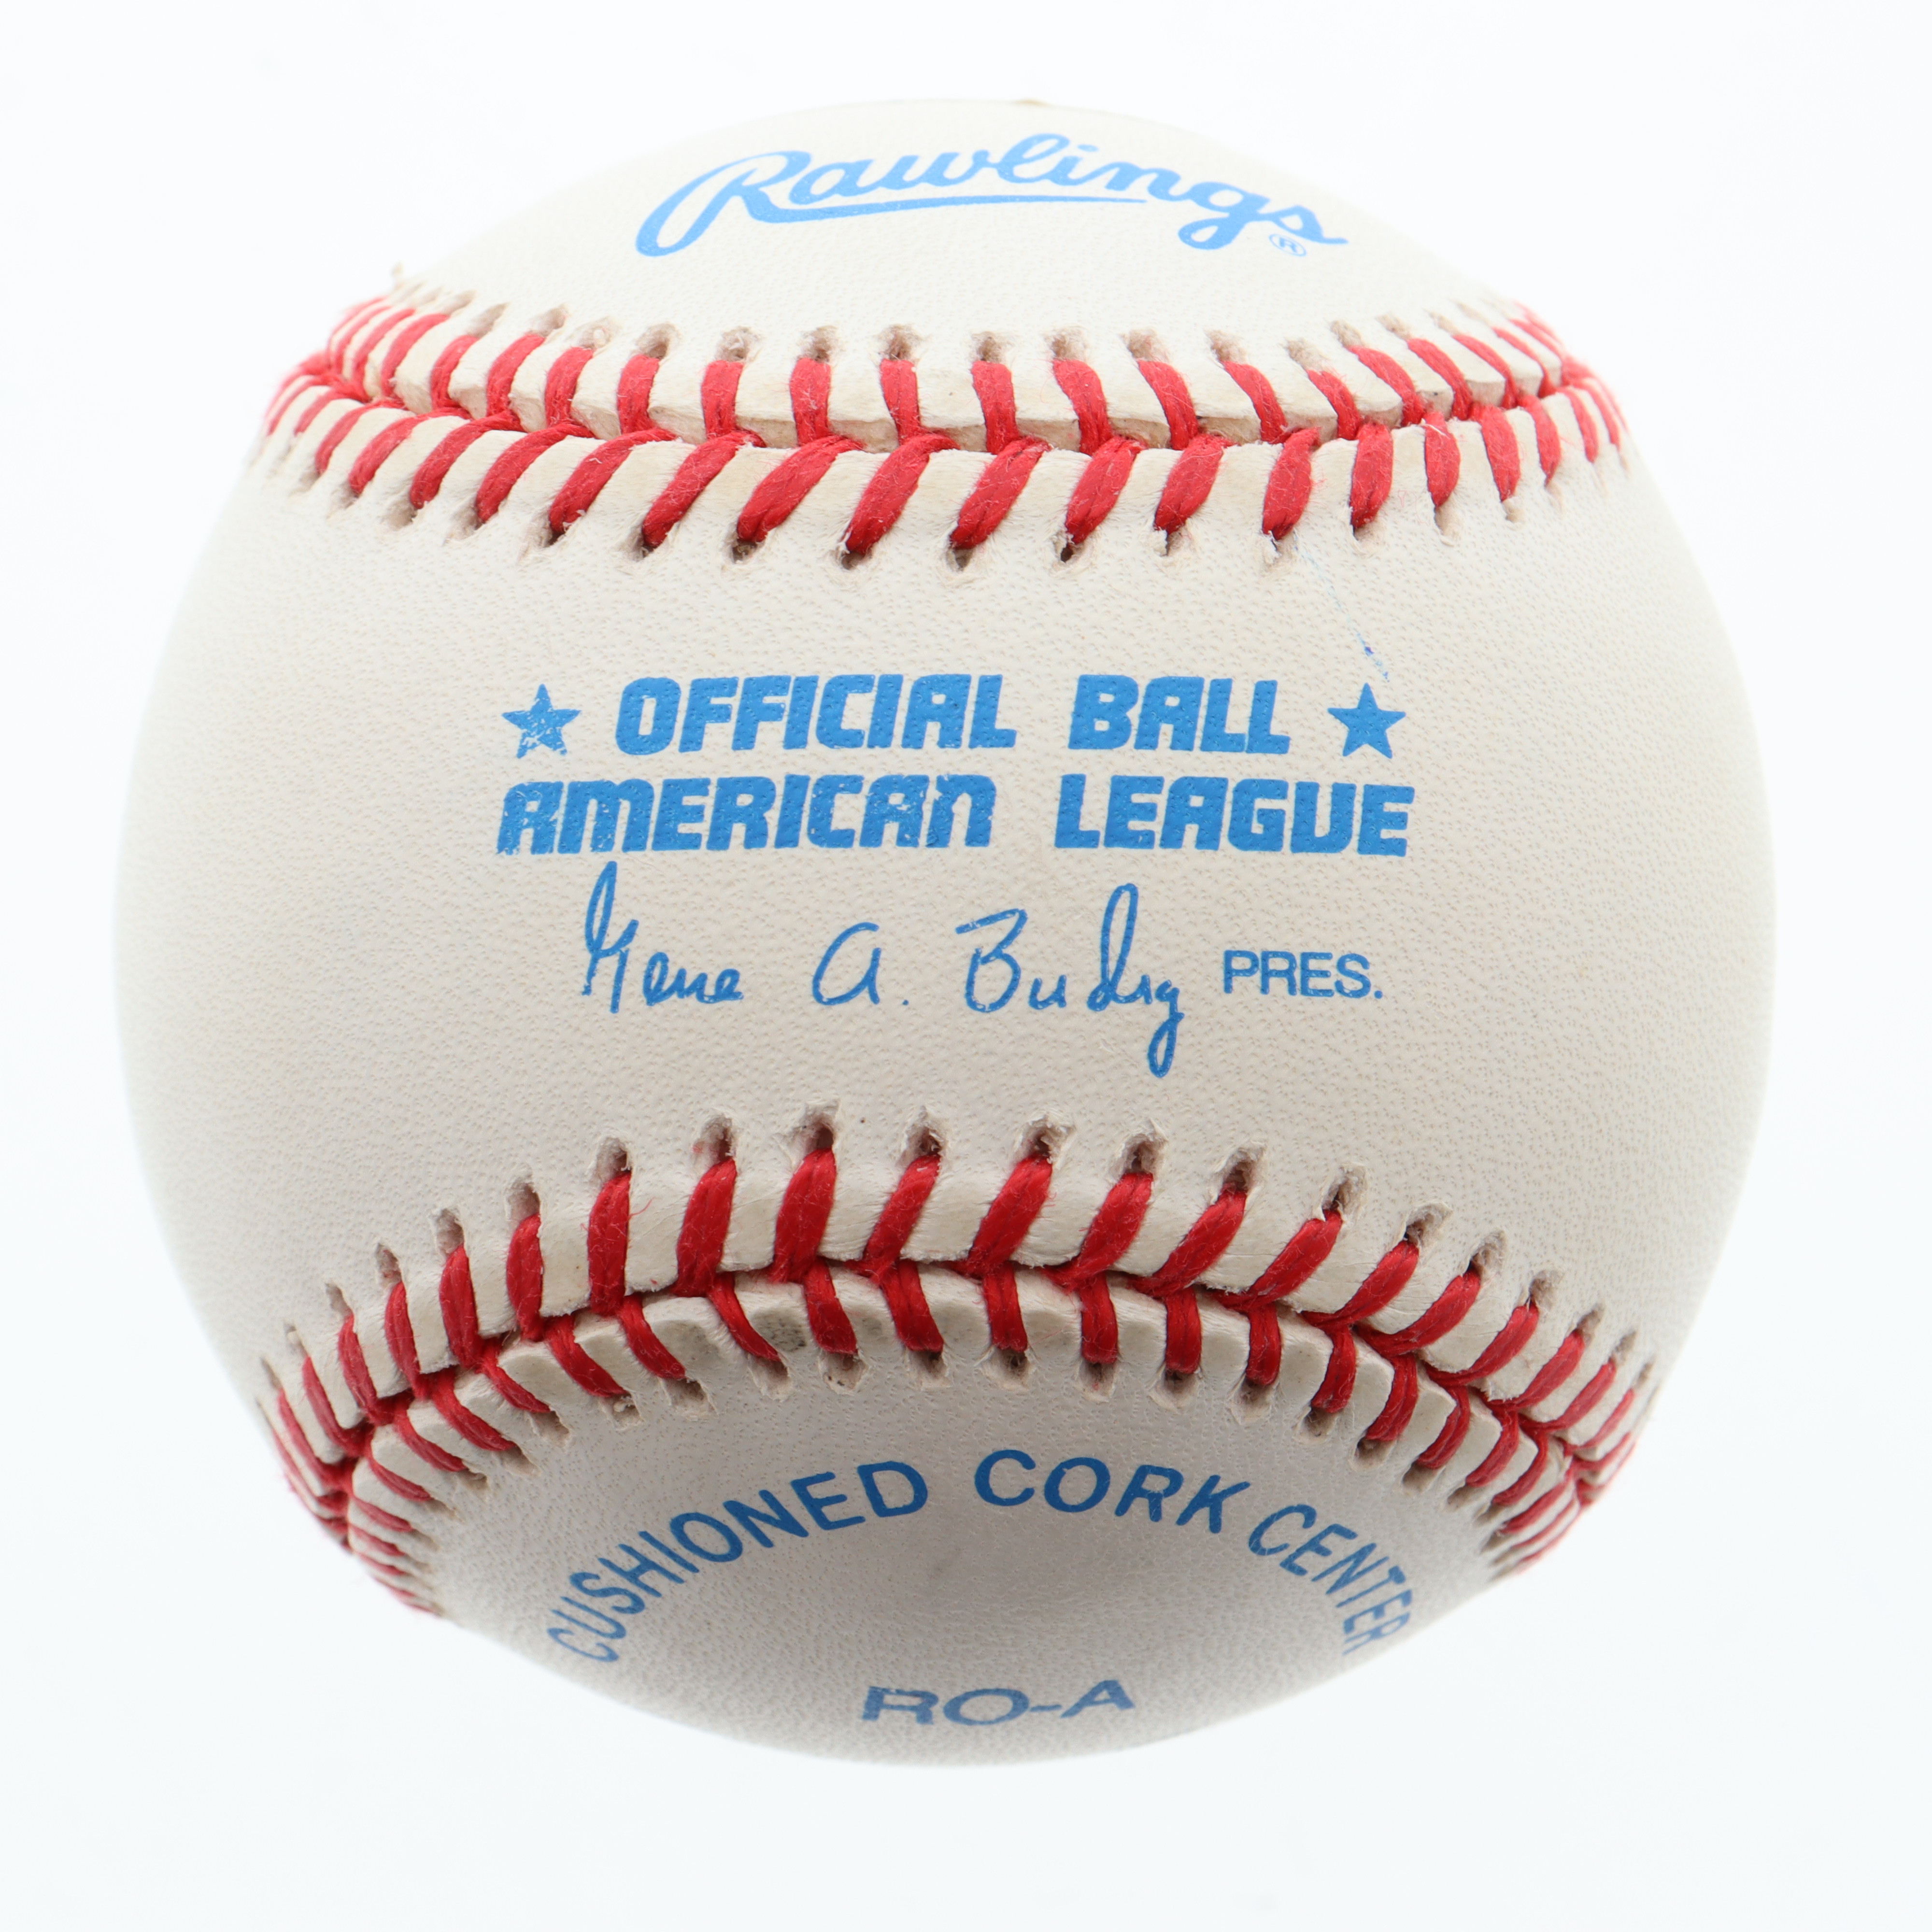 Rawlings®
★ OFFICIAL BALL ★
AMERICAN LEAGUE
Gene A. Budig PRES.
CUSHIONED CORK CENTER
RO-A